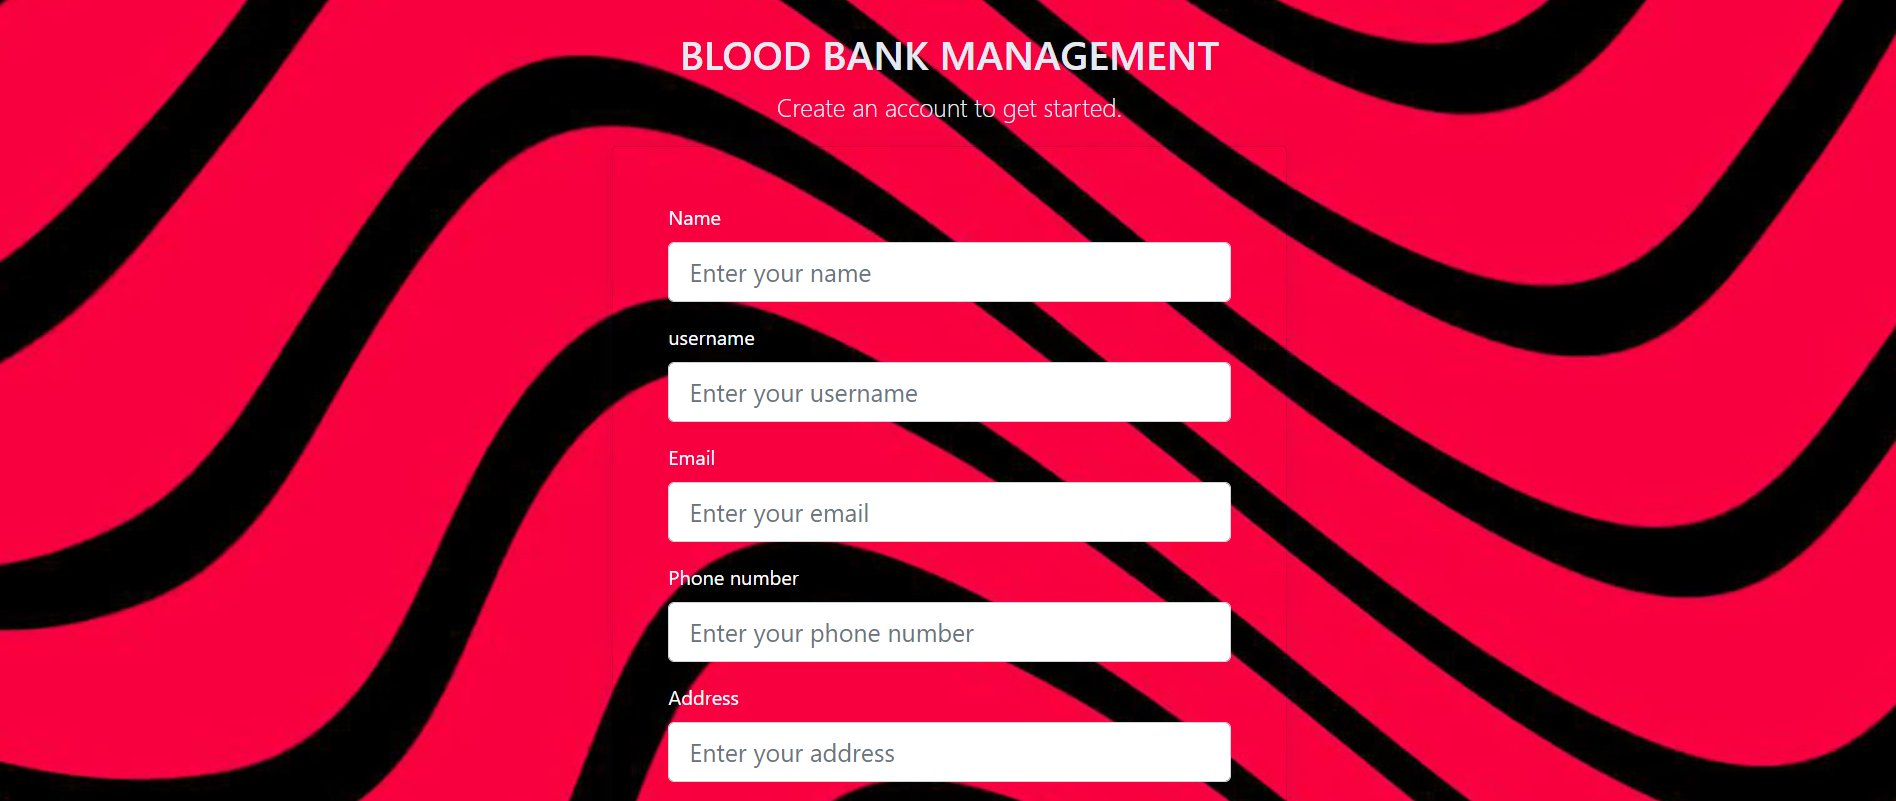 BLOOD BANK MANAGEMENT
Create an account to get started.
Name
Enter your name
username
Enter your username
Email
Enter your email
Phone number
Enter your phone number
Address
Enter your address